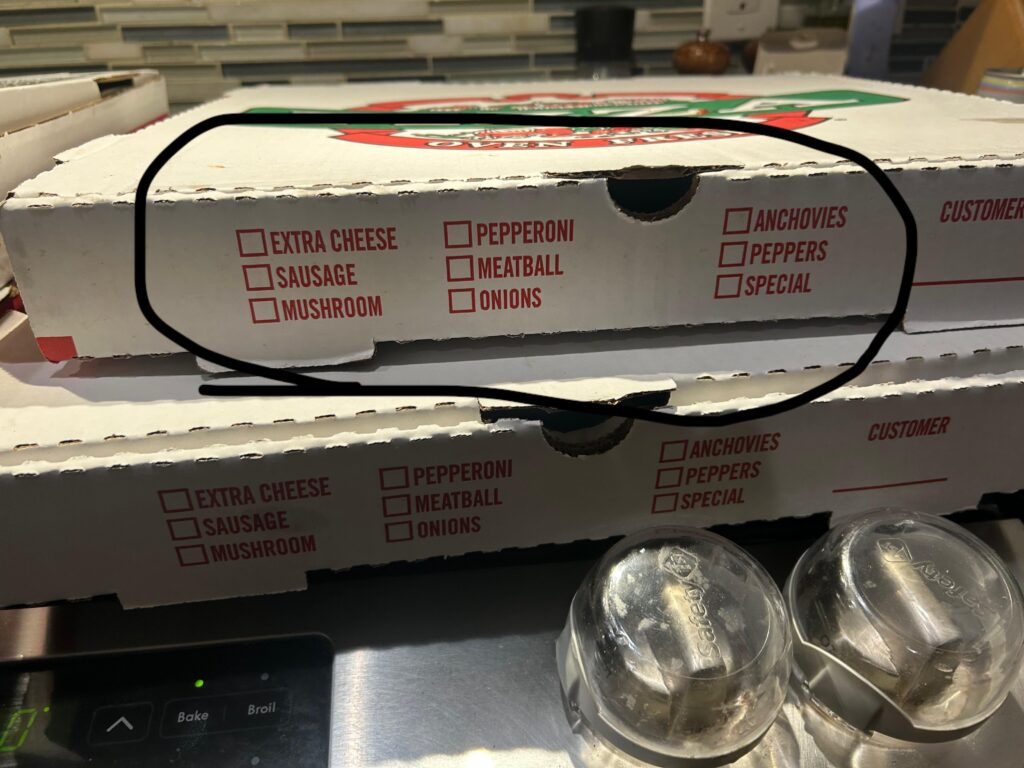 OVEN
EXTRA CHEESE
SAUSAGE
MUSHROOM
PEPPERONI
MEATBALL
ONIONS
ANCHOVIES
PEPPERS
SPECIAL
CUSTOMER
EXTRA CHEESE
SAUSAGE
MUSHROOM
PEPPERONI
MEATBALL
ONIONS
ANCHOVIES
PEPPERS
SPECIAL
CUSTOMER
Safety
Safety
Bake
Broil